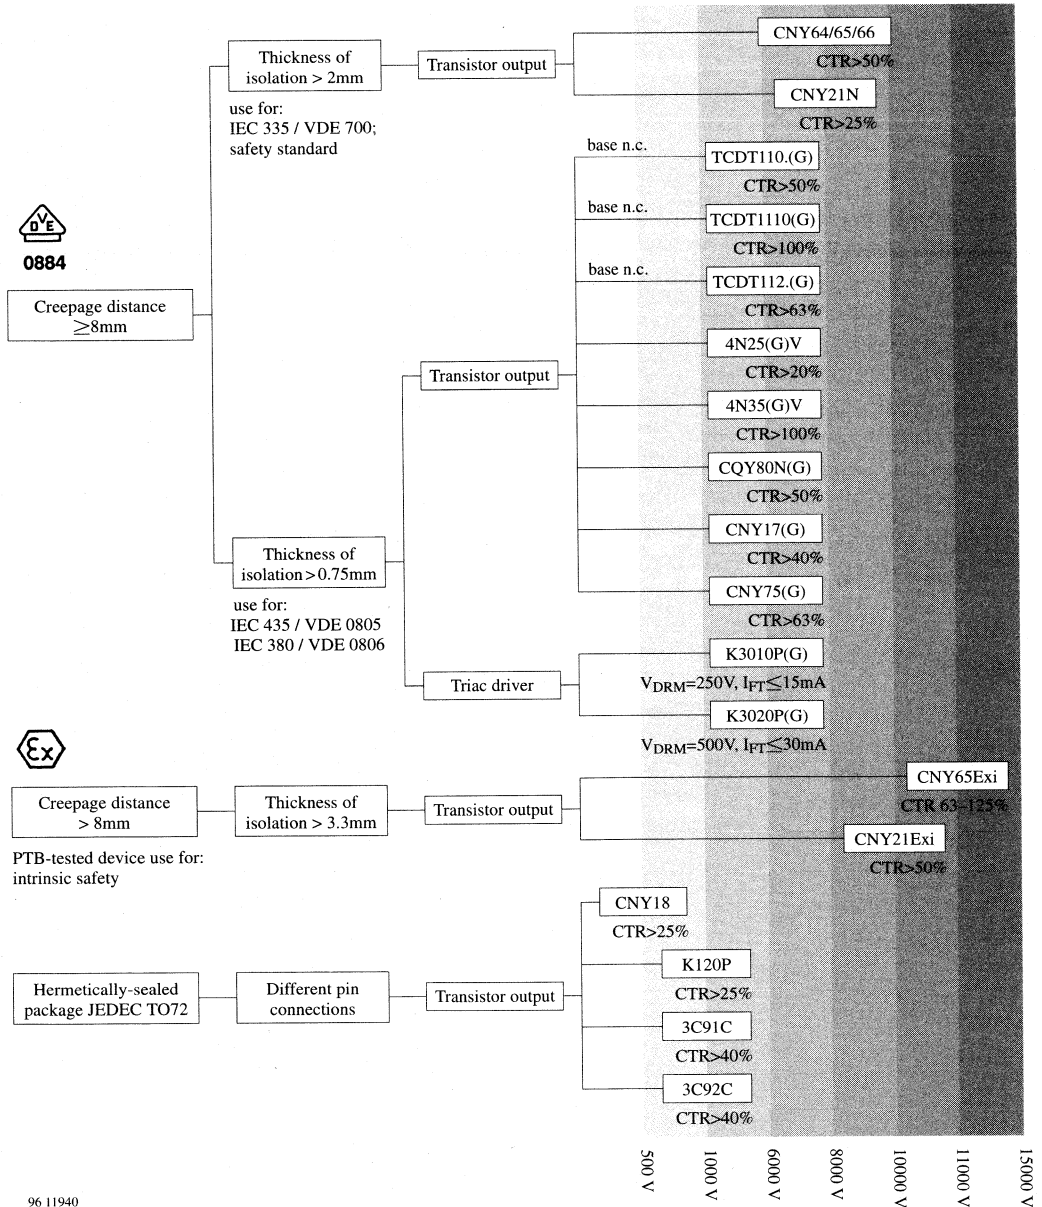 CNY64/65/66
CTR>50%
Thickness of
isolation > 2mm
Transistor output
CNY21N
CTR>25%
use for:
IEC 335 / VDE 700;
safety standard
base n.c.
TCDT110.(G)
CTR>50%
base n.c.
TCDT1110(G)
CTR>100%
DVE
0884
base n.c.
TCDT112.(G)
CTR>63%
Creepage distance
≥8mm
4N25(G)V
CTR>20%
Transistor output
4N35(G)V
CTR>100%
CQY80N(G)
CTR>50%
CNY17(G)
CTR>40%
Thickness of
isolation>0.75mm
CNY75(G)
CTR>63%
use for:
IEC 435 / VDE 0805
IEC 380 / VDE 0806
K3010P(G)
VDRM=250V, IFT≤15mA
Triac driver
K3020P(G)
VDRM=500V, IFT≤30mA
Ex
CNY65Exi
CTR 63–125%
Creepage distance
> 8mm
Thickness of
isolation > 3.3mm
Transistor output
CNY21Exi
CTR>50%
PTB-tested device use for:
intrinsic safety
CNY18
CTR>25%
K120P
CTR>25%
Hermetically-sealed
package JEDEC TO72
Different pin
connections
Transistor output
3C91C
CTR>40%
3C92C
CTR>40%
500 V
1000 V
6000 V
8000 V
10000 V
11000 V
15000 V
96 11940